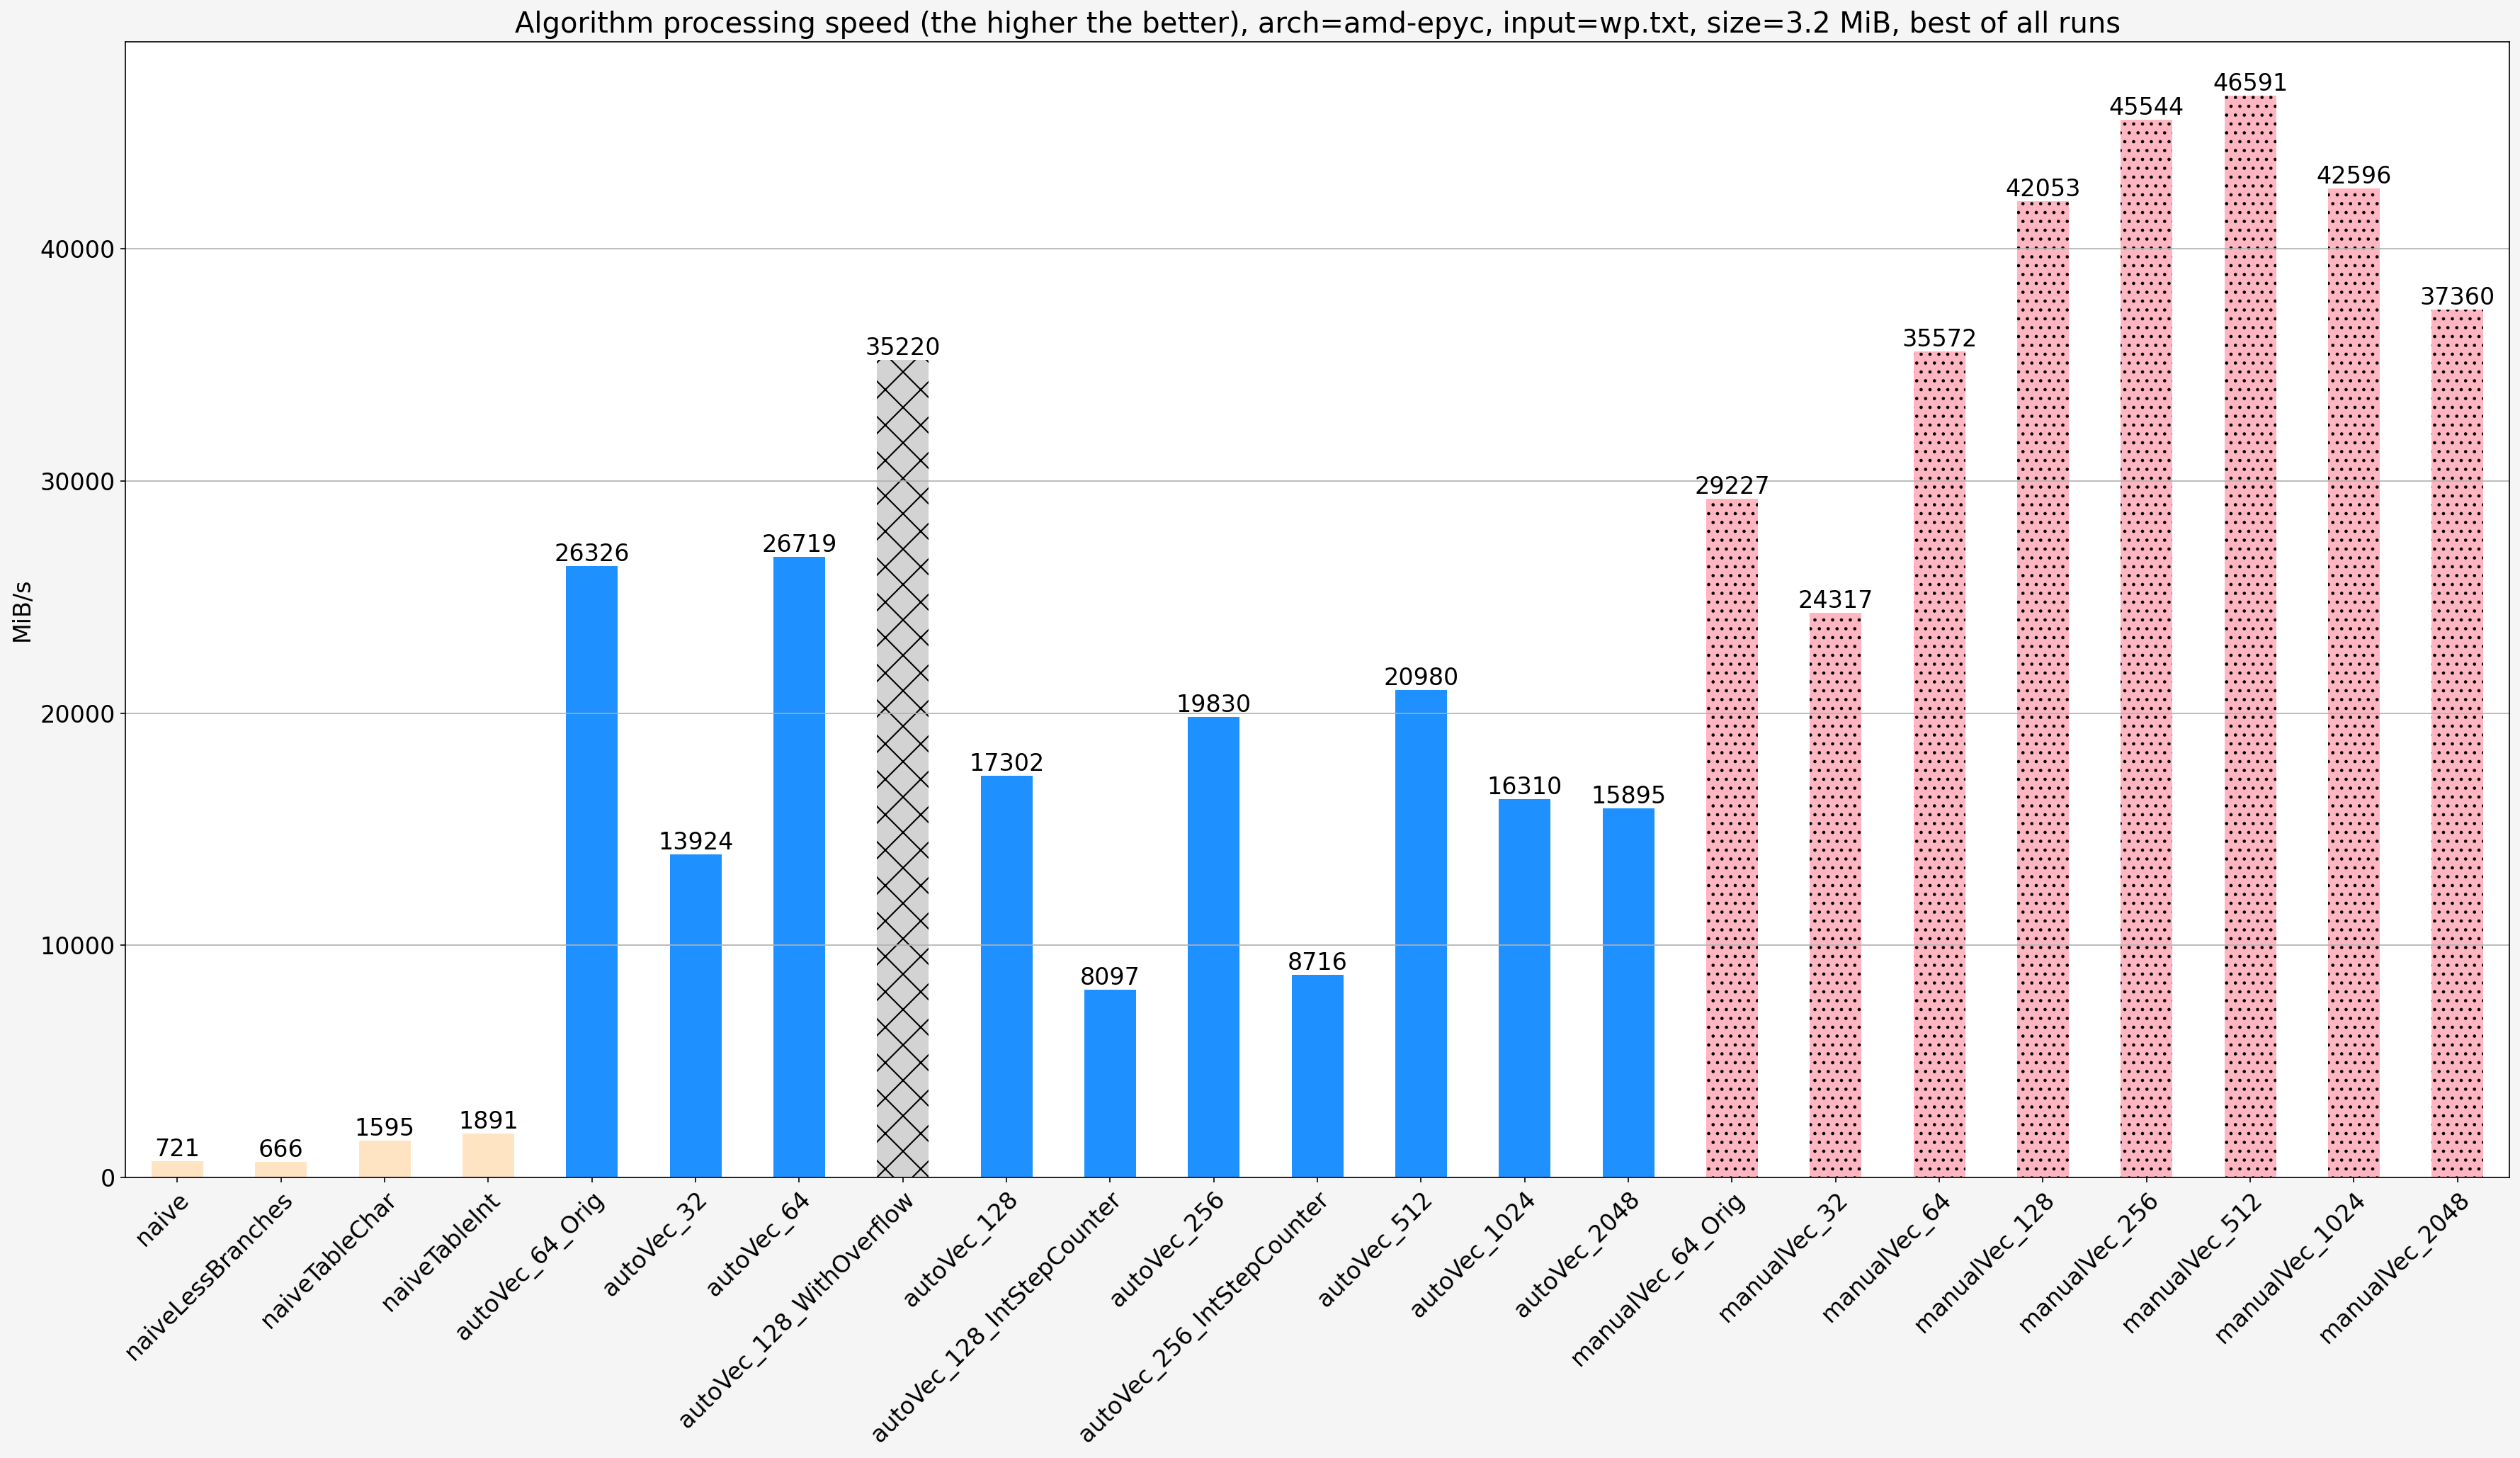 Algorithm processing speed (the higher the better), arch=amd-epyc, input=wp.txt, size=3.2 MiB, best of all runs
MiB/s
40000
30000
20000
10000
0
721
666
1595
1891
26326
13924
26719
35220
17302
8097
19830
8716
20980
16310
15895
29227
24317
35572
42053
45544
46591
42596
37360
naive
naiveLessBranches
naiveTableChar
naiveTableInt
autoVec_64_Orig
autoVec_32
autoVec_64
autoVec_128_WithOverflow
autoVec_128
autoVec_128_IntStepCounter
autoVec_256
autoVec_256_IntStepCounter
autoVec_512
autoVec_1024
autoVec_2048
manualVec_64_Orig
manualVec_32
manualVec_64
manualVec_128
manualVec_256
manualVec_512
manualVec_1024
manualVec_2048